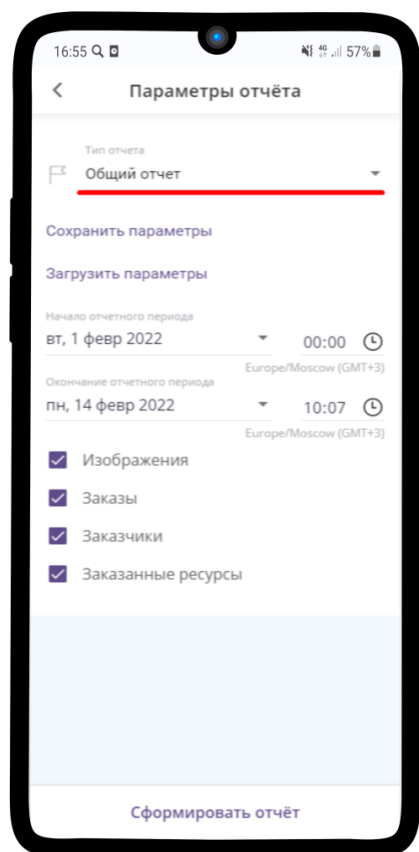 16:55
4G 57%
Параметры отчёта
Тип отчета
Общий отчет
Сохранить параметры
Загрузить параметры
Начало отчетного периода
вт, 1 февр 2022 00:00
Europe/Moscow (GMT+3)
Окончание отчетного периода
пн, 14 февр 2022 10:07
Europe/Moscow (GMT+3)
Изображения
Заказы
Заказчики
Заказанные ресурсы
Сформировать отчёт